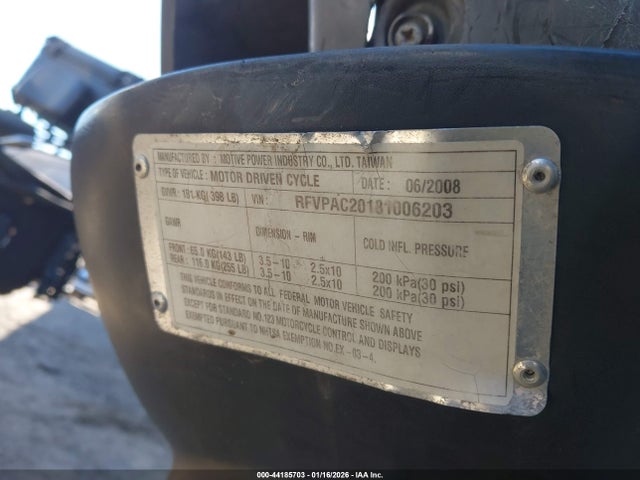 MANUFACTURED BY : MOTIVE POWER INDUSTRY CO., LTD. TAIWAN
TYPE OF VEHICLE : MOTOR DRIVEN CYCLE DATE : 06/2008
GVWR : 181-KG( 398 LB) VIN : RFVPAC20181006203
GAWR DIMENSION - RIM COLD INFL. PRESSURE
FRONT : 65.0 KG(143 LB) 3.5-10 2.5x10 200 kPa(30 psi)
REAR : 116.0 KG(255 LB) 3.5-10 2.5x10 200 kPa(30 psi)
THIS VEHICLE CONFORMS TO ALL FEDERAL MOTOR VEHICLE SAFETY
STANDARDS IN EFFECT ON THE DATE OF MANUFACTURE SHOWN ABOVE
EXCEPT FOR STANDARD NO.123 MOTORCYCLE CONTROL AND DISPLAYS
EXEMPTED PURSUANT TO NHTSA EXEMPTION NO.EX -03-4.
000-44185703 - 01/16/2026 - IAA Inc.